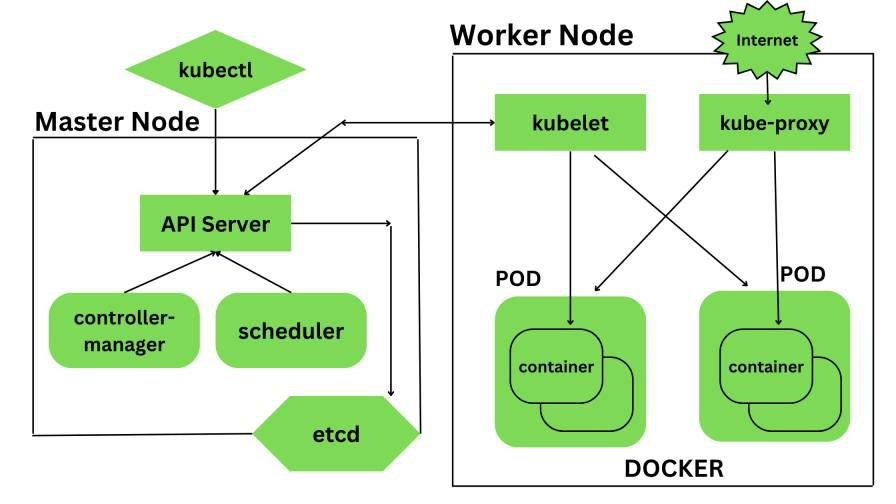 Worker Node
Internet
kubectl
Master Node
kubelet
kube-proxy
API Server
POD
POD
controller-
manager
scheduler
container
container
etcd
DOCKER